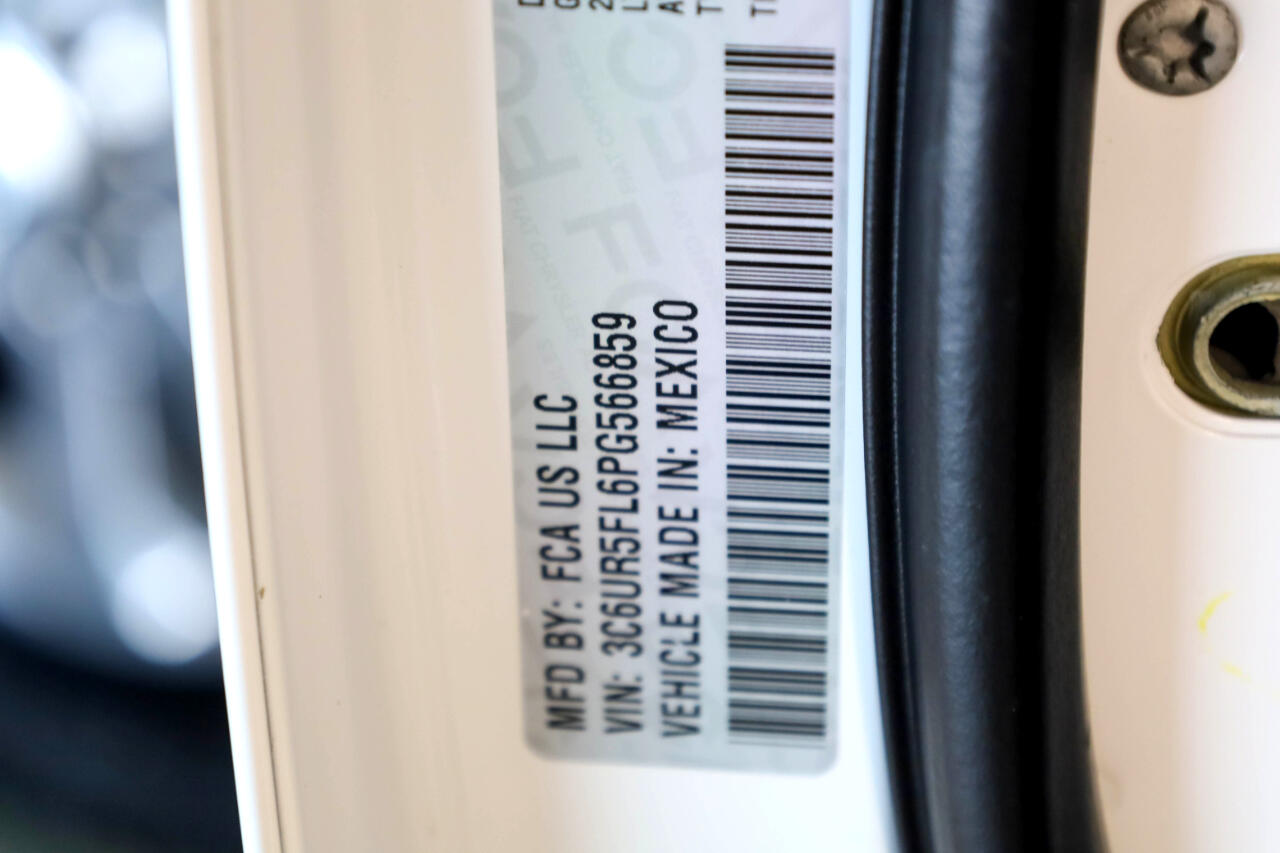 MFD BY: FCA US LLC
VIN: 3C6UR5FL6PG566859
VEHICLE MADE IN: MEXICO